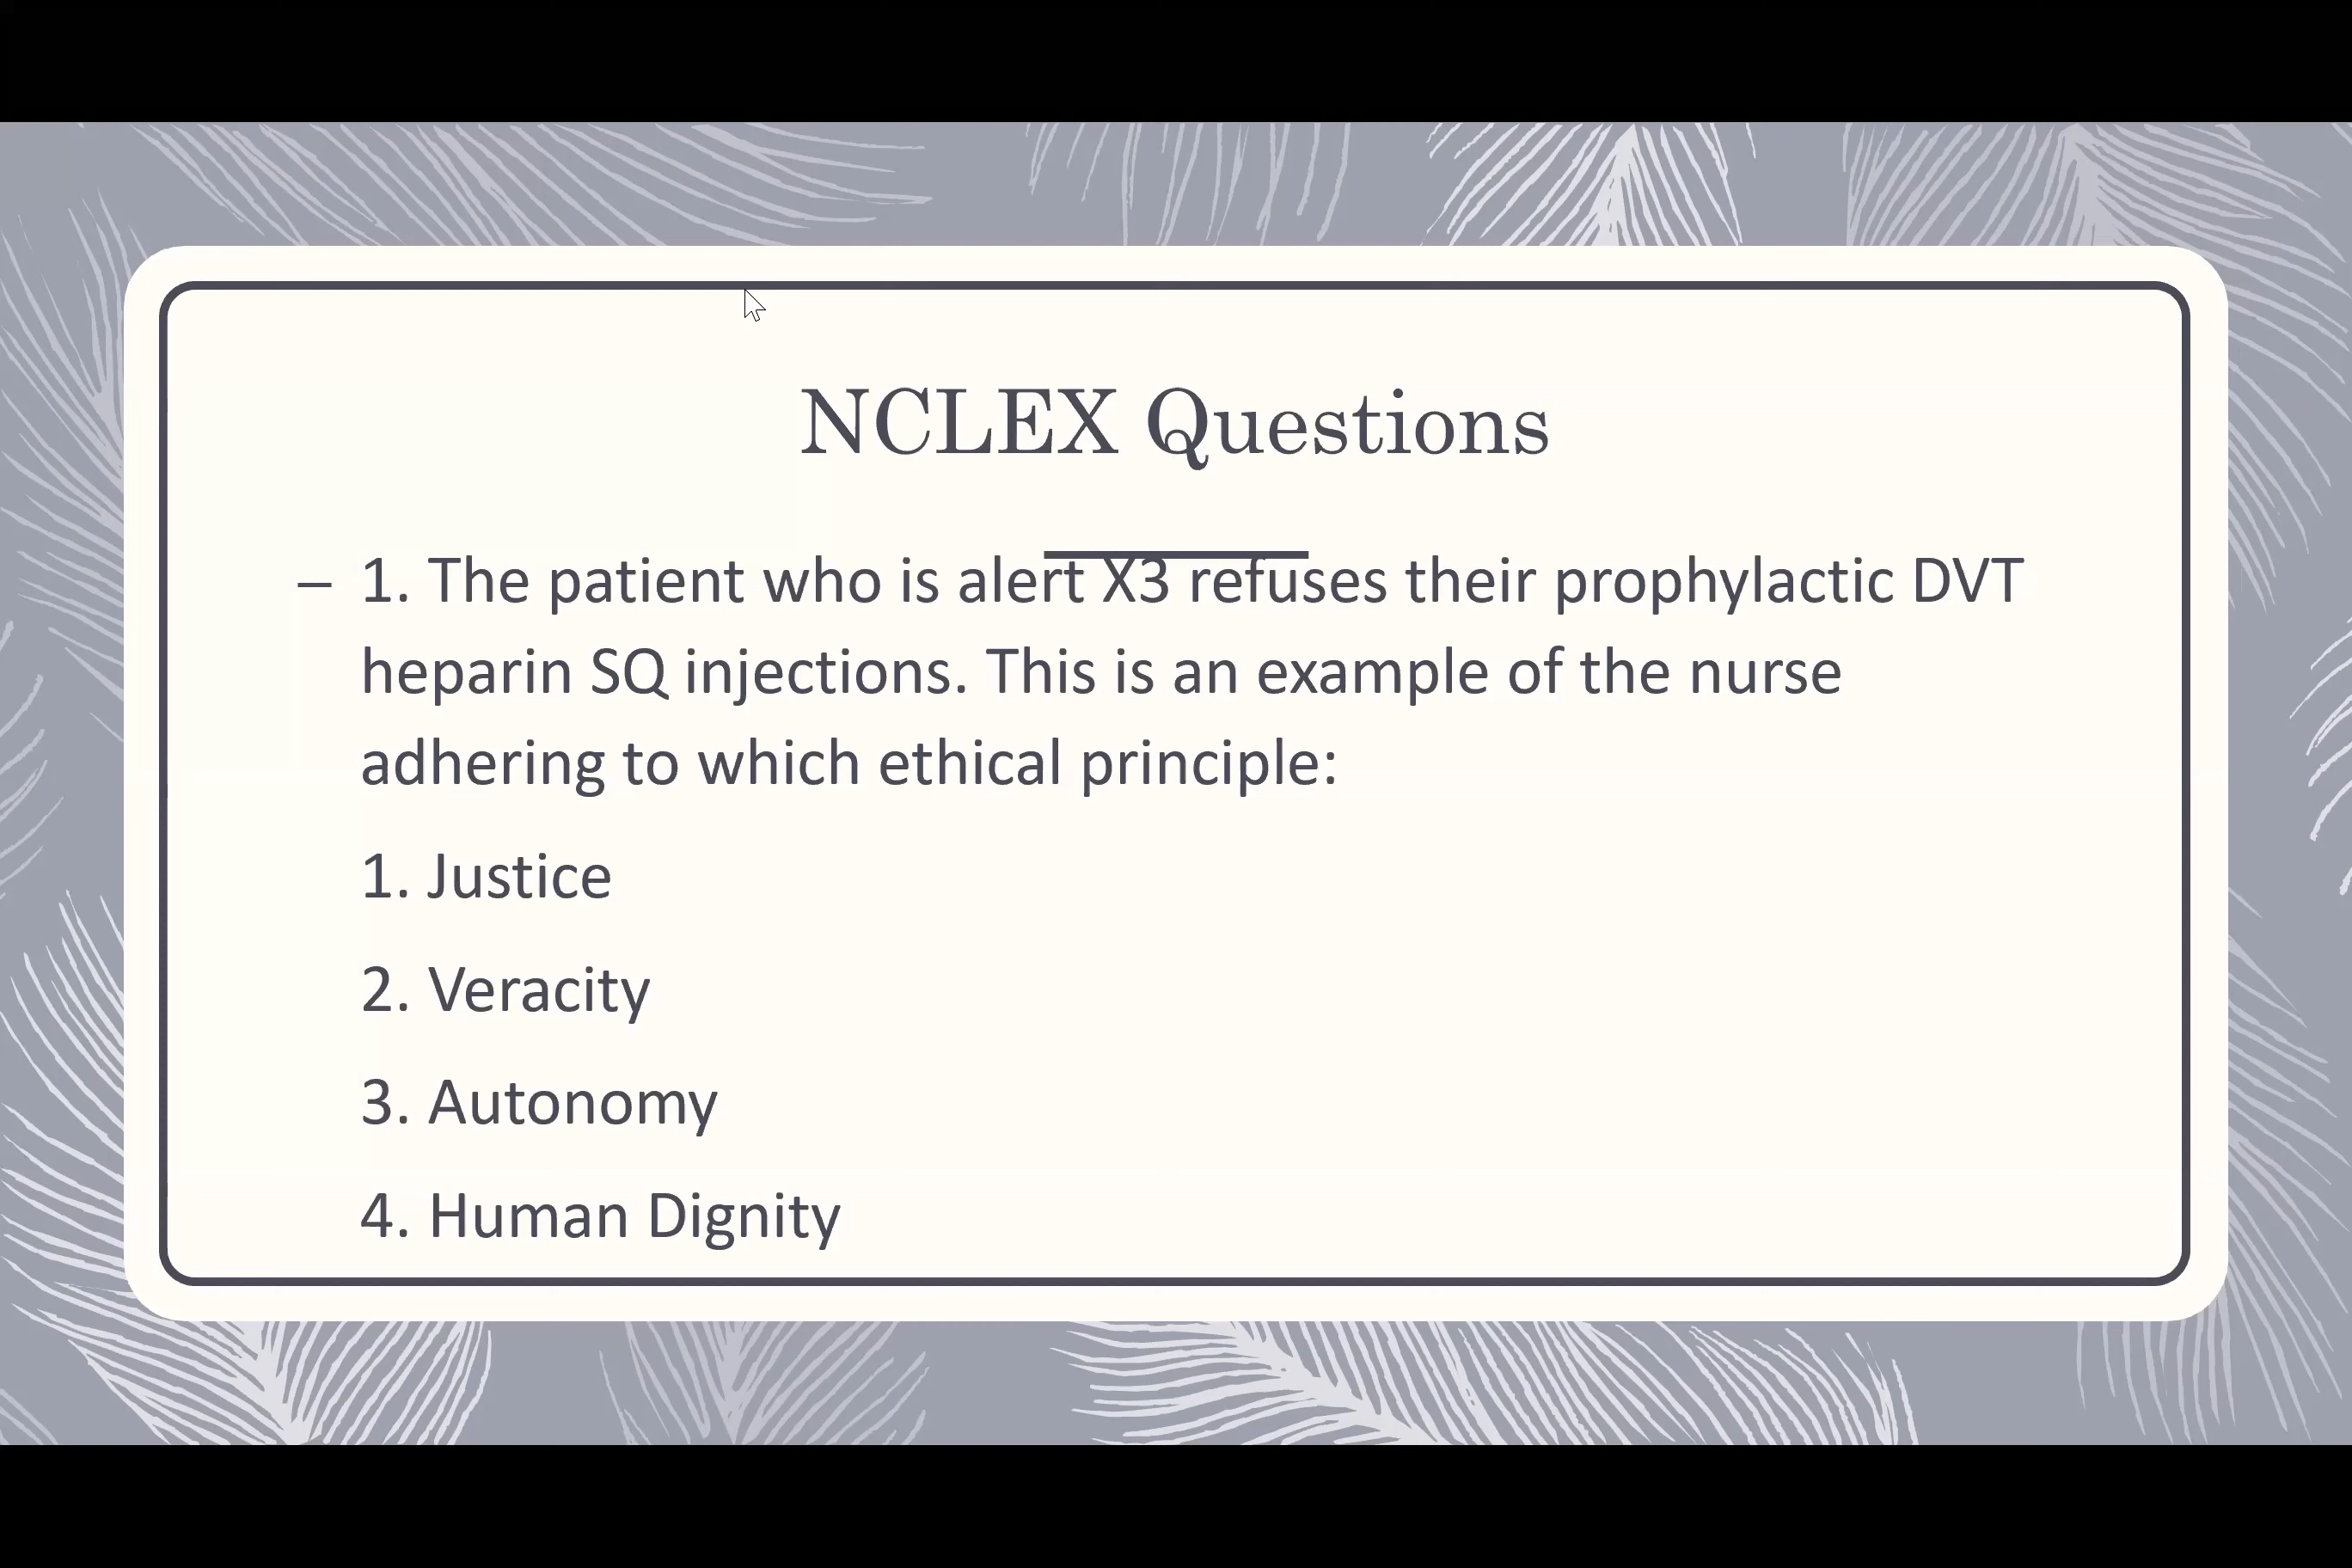 NCLEX Questions
– 1. The patient who is alert X3 refuses their prophylactic DVT
heparin SQ injections. This is an example of the nurse
adhering to which ethical principle:
1. Justice
2. Veracity
3. Autonomy
4. Human Dignity